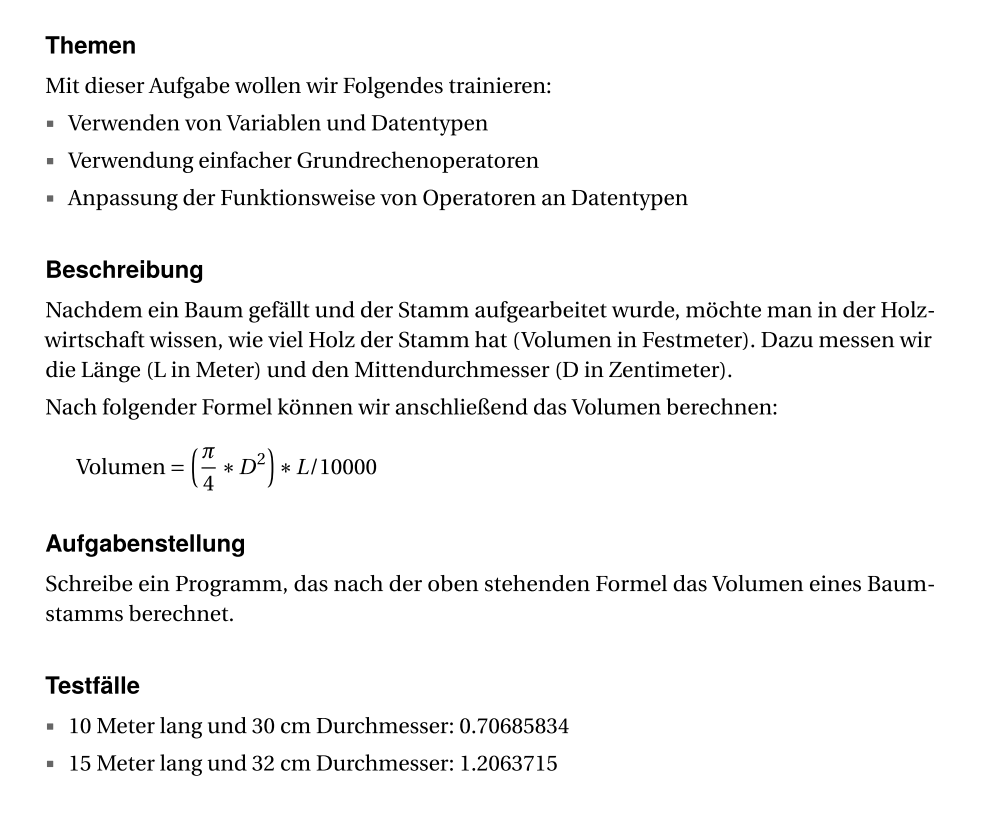 Themen
Mit dieser Aufgabe wollen wir Folgendes trainieren:
▪ Verwenden von Variablen und Datentypen
▪ Verwendung einfacher Grundrechenoperatoren
▪ Anpassung der Funktionsweise von Operatoren an Datentypen
Beschreibung
Nachdem ein Baum gefällt und der Stamm aufgearbeitet wurde, möchte man in der Holz-
wirtschaft wissen, wie viel Holz der Stamm hat (Volumen in Festmeter). Dazu messen wir
die Länge (L in Meter) und den Mittendurchmesser (D in Zentimeter).
Nach folgender Formel können wir anschließend das Volumen berechnen:
Volumen = (π/4 * D²) * L/10000
Aufgabenstellung
Schreibe ein Programm, das nach der oben stehenden Formel das Volumen eines Baum-
stamms berechnet.
Testfälle
▪ 10 Meter lang und 30 cm Durchmesser: 0.70685834
▪ 15 Meter lang und 32 cm Durchmesser: 1.2063715